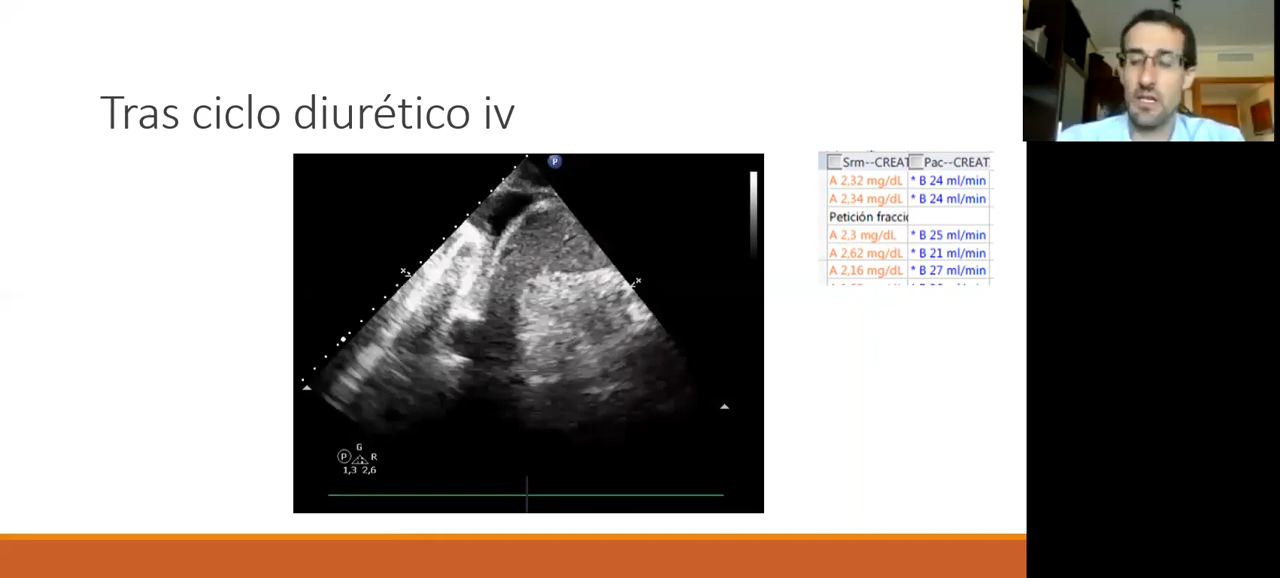 Tras ciclo diurético iv
P
Srm--CREAT Pac--CREAT
A 2,32 mg/dL * B 24 ml/min
A 2,34 mg/dL * B 24 ml/min
Petición fracci
A 2,3 mg/dL * B 25 ml/min
A 2,62 mg/dL * B 21 ml/min
A 2,16 mg/dL * B 27 ml/min
G
P R
1,3 2,6